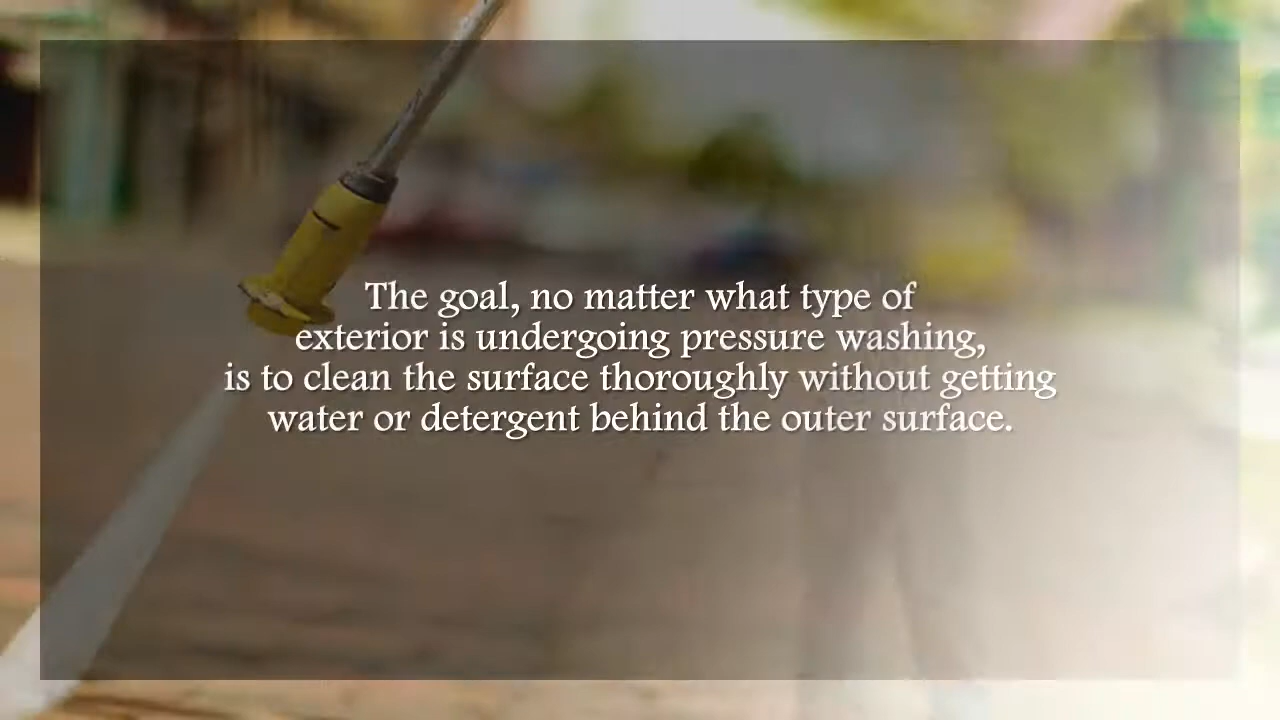 The goal, no matter what type of
exterior is undergoing pressure washing,
is to clean the surface thoroughly without getting
water or detergent behind the outer surface.